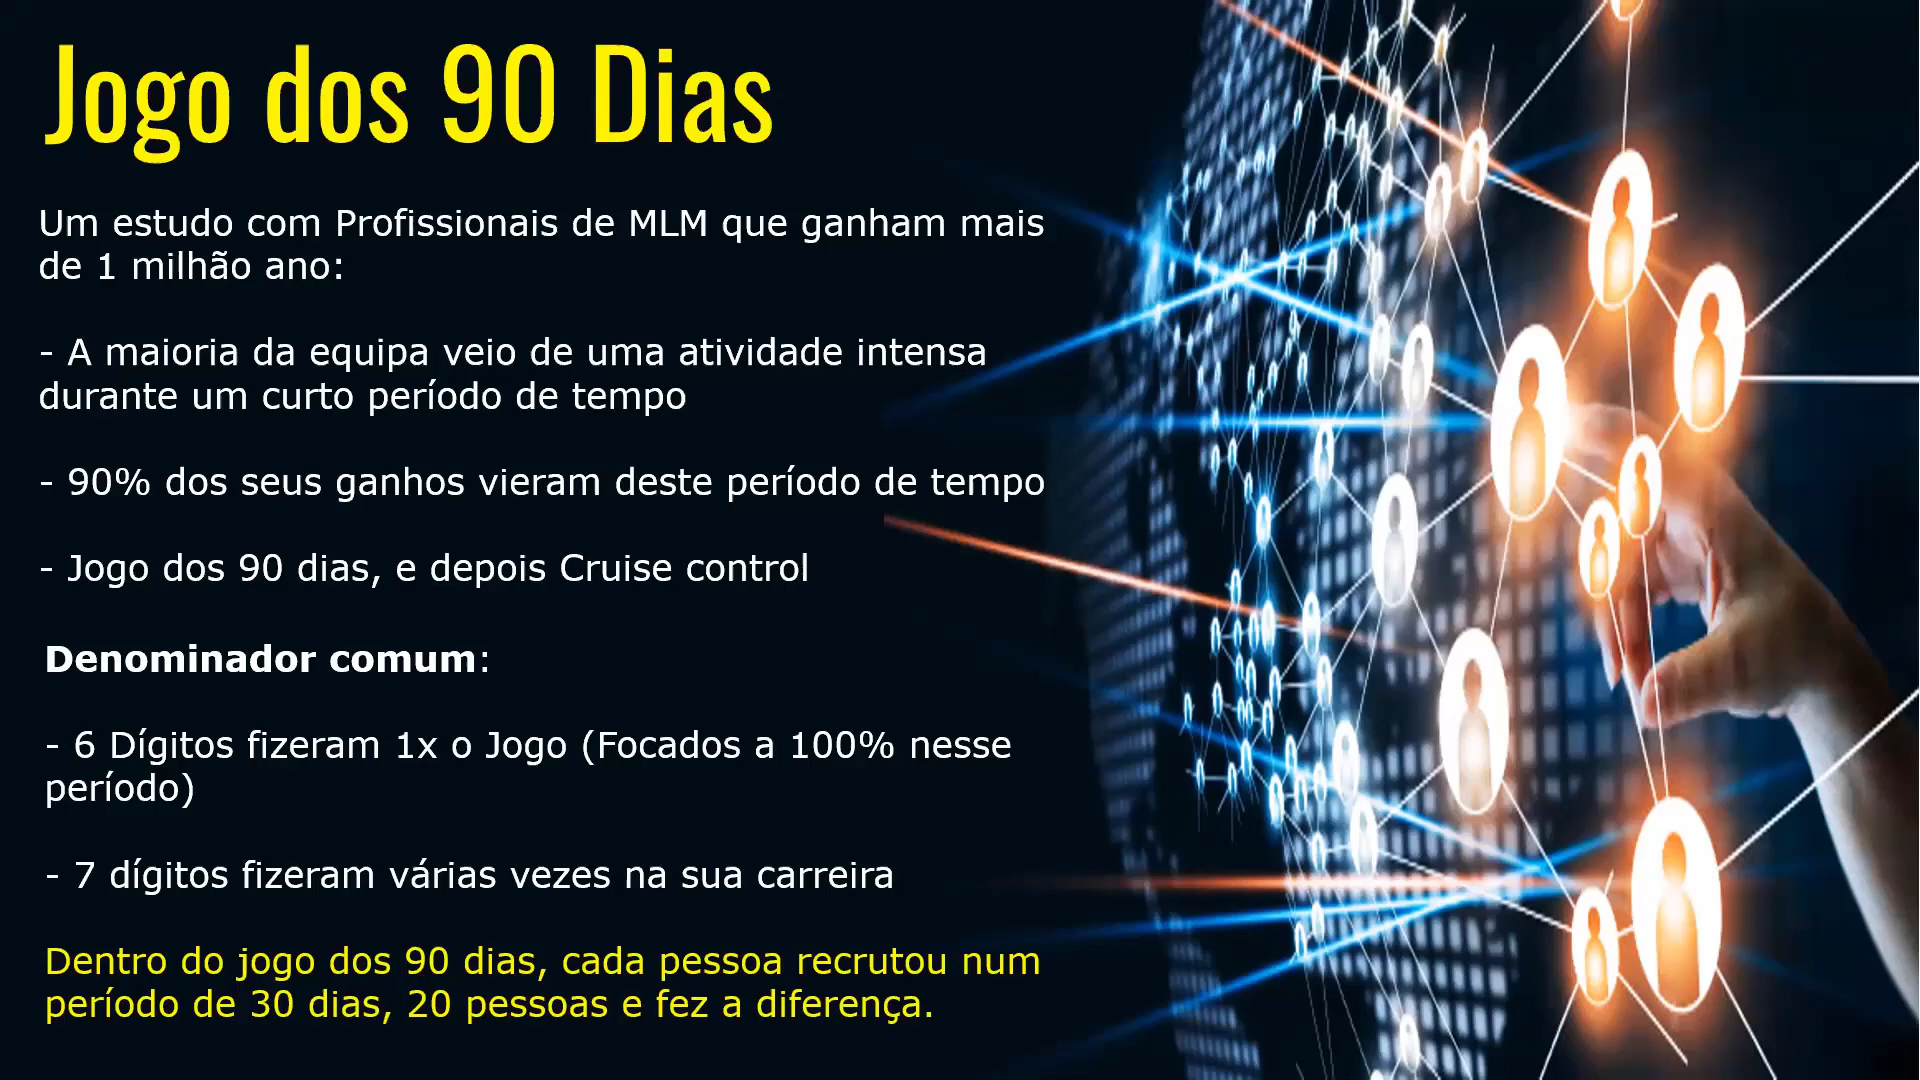 Jogo dos 90 Dias
Um estudo com Profissionais de MLM que ganham mais
de 1 milhão ano:
- A maioria da equipa veio de uma atividade intensa
durante um curto período de tempo
- 90% dos seus ganhos vieram deste período de tempo
- Jogo dos 90 dias, e depois Cruise control
Denominador comum:
- 6 Dígitos fizeram 1x o Jogo (Focados a 100% nesse
período)
- 7 dígitos fizeram várias vezes na sua carreira
Dentro do jogo dos 90 dias, cada pessoa recrutou num
período de 30 dias, 20 pessoas e fez a diferença.